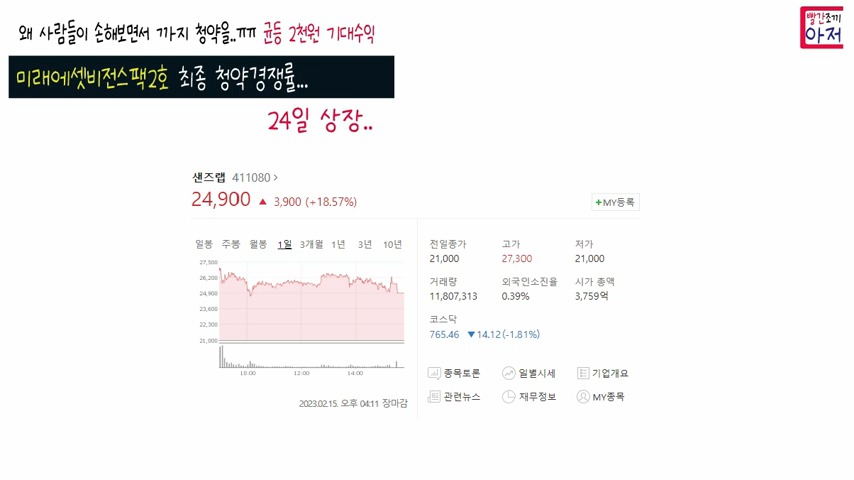 왜 사람들이 손해보면서 까지 청약을..ㅠㅠ 균등 2천원 기대수익
빨간조끼
아저
미래에셋비전스팩2호 최종 청약경쟁률...
24일 상장..
샌즈랩 411080 >
24,900 ▲ 3,900 (+18.57%)
+MY등록
일봉 주봉 월봉 1일 3개월 1년 3년 10년
27,500
26,200
24,900
23,600
22,300
21,000
10:00 12:00 14:00
2023.02.15. 오후 04:11 장마감
전일종가 고가 저가
21,000 27,300 21,000
거래량 외국인소진율 시가 총액
11,807,313 0.39% 3,759억
코스닥
765.46 ▼14.12 (-1.81%)
종목토론 일별시세 기업개요
관련뉴스 재무정보 MY종목